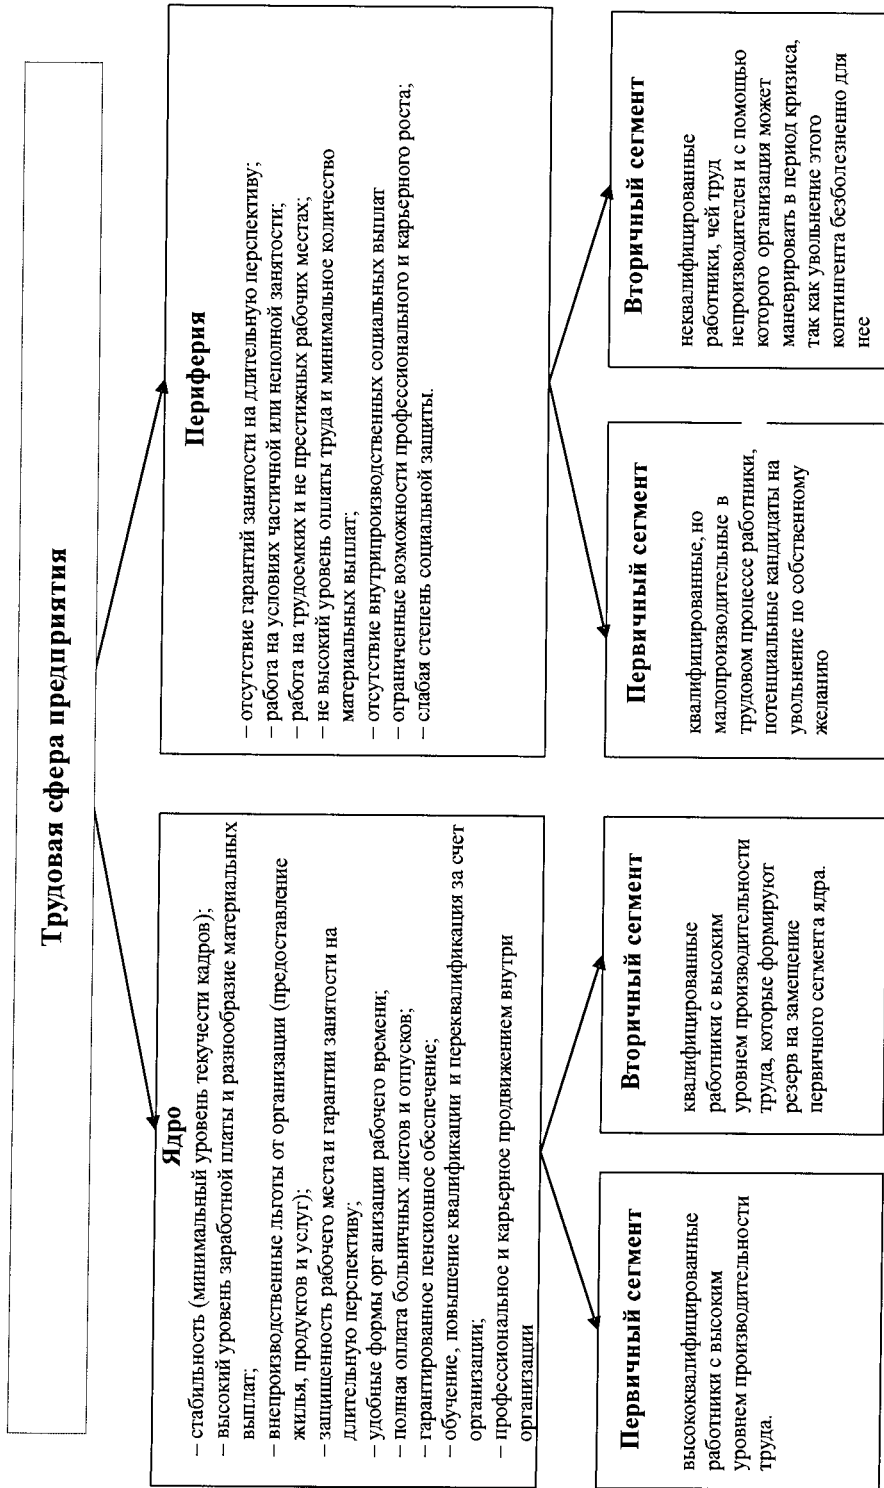 Трудовая сфера предприятия
Ядро
– стабильность (минимальный уровень текучести кадров);
– высокий уровень заработной платы и разнообразие материальных
выплат;
– внепроизводственные льготы от организации (предоставление
жилья, продуктов и услуг);
– защищенность рабочего места и гарантии занятости на
длительную перспективу;
– удобные формы организации рабочего времени;
– полная оплата больничных листов и отпусков;
– гарантированное пенсионное обеспечение;
– обучение, повышение квалификации и переквалификация за счет
организации;
– профессиональное и карьерное продвижением внутри
организации
Периферия
– отсутствие гарантий занятости на длительную перспективу;
– работа на условиях частичной или неполной занятости;
– работа на трудоемких и не престижных рабочих местах;
– не высокий уровень оплаты труда и минимальное количество
материальных выплат;
– отсутствие внутрипроизводственных социальных выплат
– ограниченные возможности профессионального и карьерного роста;
– слабая степень социальной защиты.
Первичный сегмент
высококвалифицированные
работники с высоким
уровнем производительности
труда.
Вторичный сегмент
квалифицированные
работники с высоким
уровнем производительности
труда, которые формируют
резерв на замещение
первичного сегмента ядра.
Первичный сегмент
квалифицированные, но
малопроизводительные в
трудовом процессе работники,
потенциальные кандидаты на
увольнение по собственному
желанию
Вторичный сегмент
неквалифицированные
работники, чей труд
непроизводителен и с помощью
которого организация может
маневрировать в период кризиса,
так как увольнение этого
контингента безболезненно для
нее